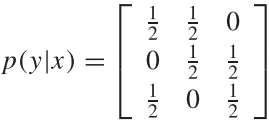 p(y|x) = [ 1/2 1/2 0
0 1/2 1/2
1/2 0 1/2 ]